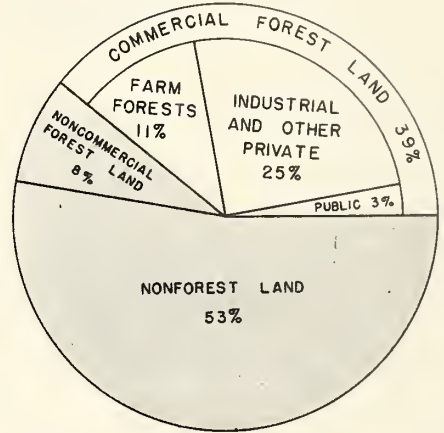 COMMERCIAL FOREST LAND 39%
FARM
FORESTS
11%
INDUSTRIAL
AND OTHER
PRIVATE
25%
PUBLIC 3%
NONCOMMERCIAL
FOREST LAND
8%
NONFOREST LAND
53%